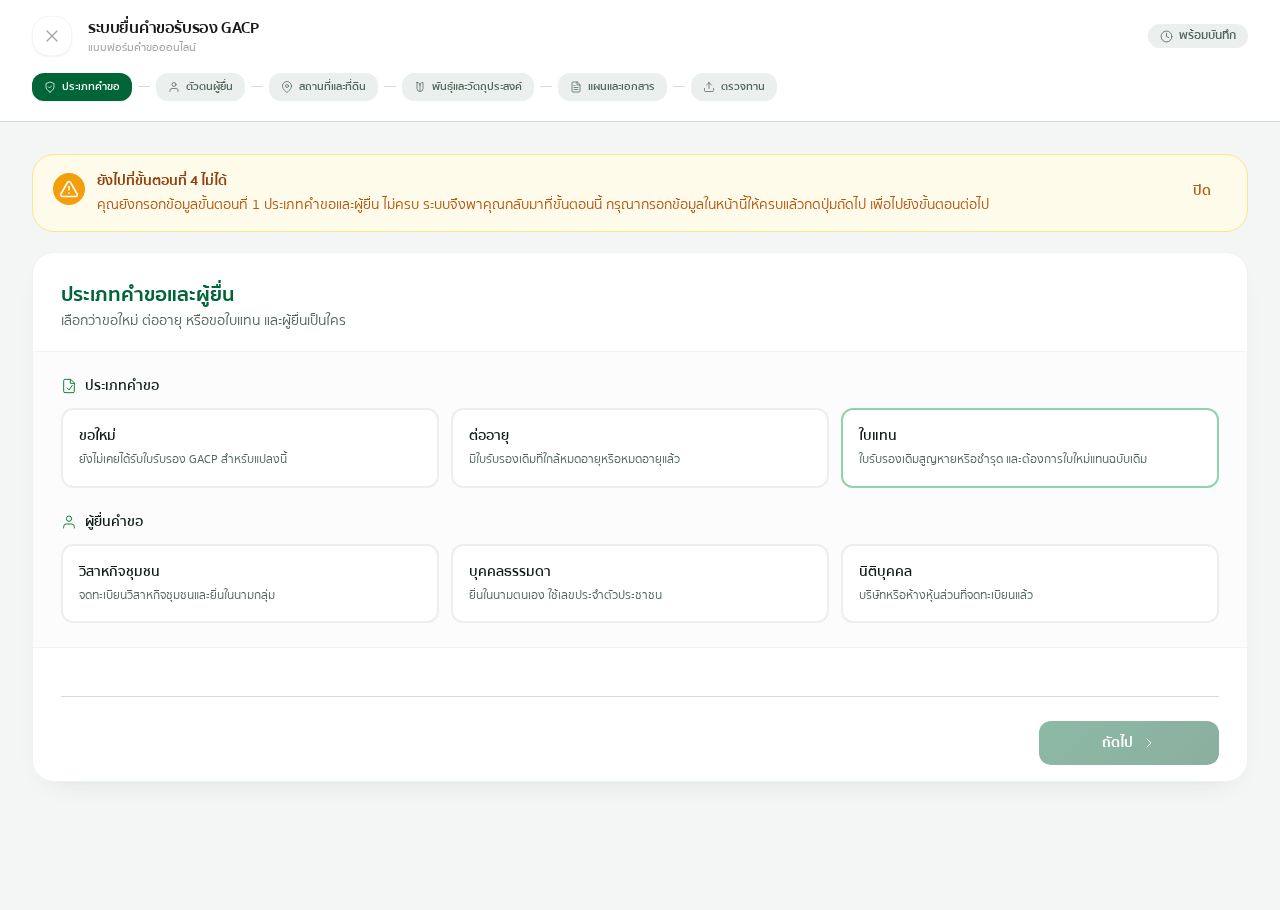 ระบบยื่นคำขอรับรอง GACP
แบบฟอร์มคำขอออนไลน์
พร้อมบันทึก
ประเภทคำขอ
ตัวตนผู้ยื่น
สถานที่และที่ดิน
พันธุ์และวัตถุประสงค์
แผนและเอกสาร
ตรวจทาน
ยังไปที่ขั้นตอนที่ 4 ไม่ได้
คุณยังกรอกข้อมูลขั้นตอนที่ 1 ประเภทคำขอและผู้ยื่น ไม่ครบ ระบบจึงพาคุณกลับมาที่ขั้นตอนนี้ กรุณากรอกข้อมูลในหน้านี้ให้ครบแล้วกดปุ่มถัดไป เพื่อไปยังขั้นตอนต่อไป
ปิด
ประเภทคำขอและผู้ยื่น
เลือกว่าขอใหม่ ต่ออายุ หรือขอใบแทน และผู้ยื่นเป็นใคร
ประเภทคำขอ
ขอใหม่
ยังไม่เคยได้รับใบรับรอง GACP สำหรับแปลงนี้
ต่ออายุ
มีใบรับรองเดิมที่ใกล้หมดอายุหรือหมดอายุแล้ว
ใบแทน
ใบรับรองเดิมสูญหายหรือชำรุด และต้องการใบใหม่แทนฉบับเดิม
ผู้ยื่นคำขอ
วิสาหกิจชุมชน
จดทะเบียนวิสาหกิจชุมชนและยื่นในนามกลุ่ม
บุคคลธรรมดา
ยื่นในนามตนเอง ใช้เลขประจำตัวประชาชน
นิติบุคคล
บริษัทหรือห้างหุ้นส่วนที่จดทะเบียนแล้ว
ถัดไป